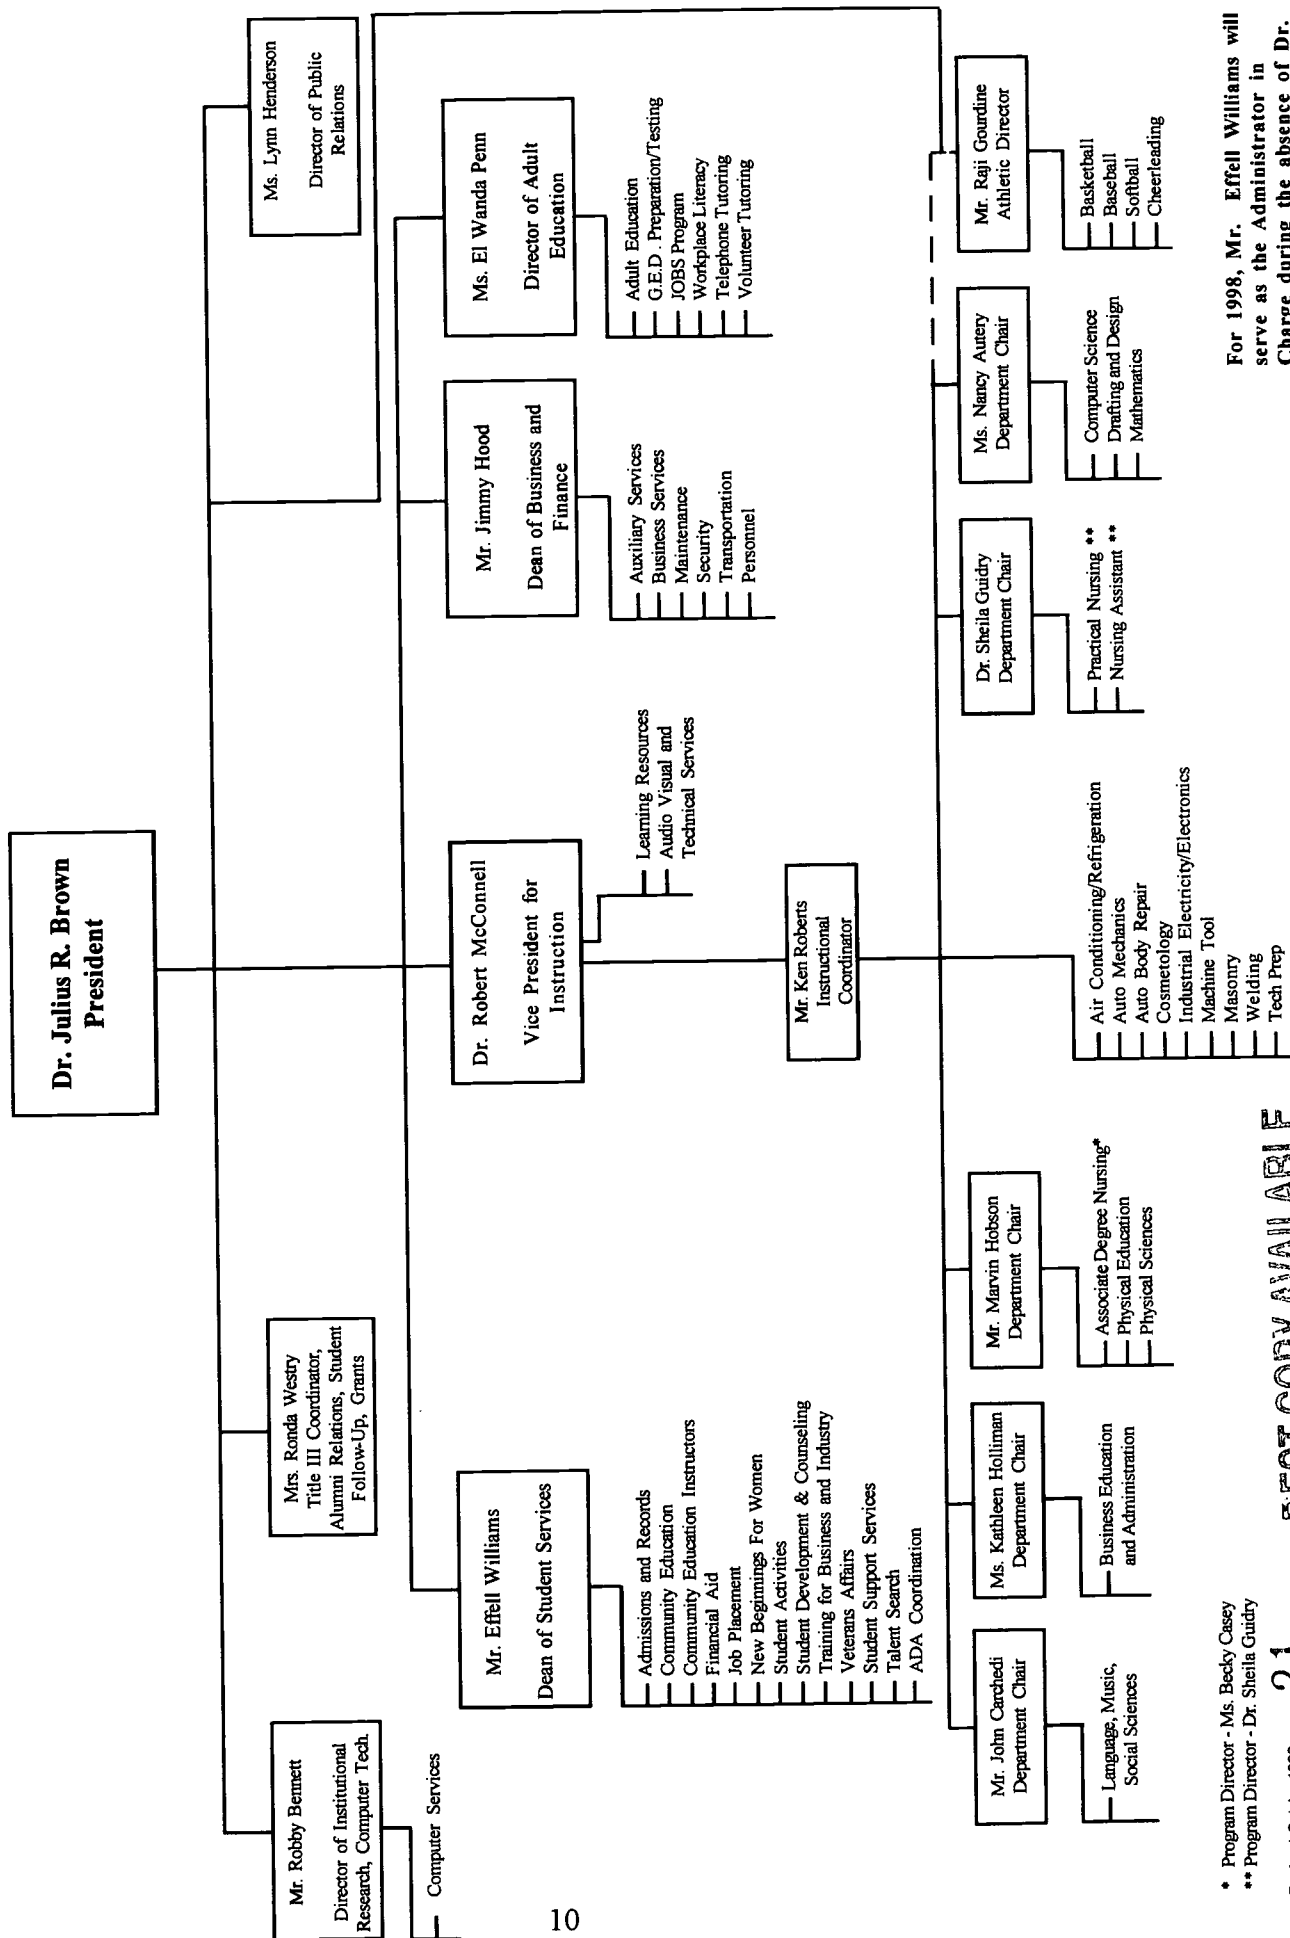 Dr. Julius R. Brown
President
Mr. Robby Bennett
Director of Institutional
Research, Computer Tech.
Computer Services
Mrs. Ronda Westry
Title III Coordinator,
Alumni Relations, Student
Follow-Up, Grants
Ms. Lynn Henderson
Director of Public
Relations
Mr. Effell Williams
Dean of Student Services
Admissions and Records
Community Education
Community Education Instructors
Financial Aid
Job Placement
New Beginnings For Women
Student Activities
Student Development & Counseling
Training for Business and Industry
Veterans Affairs
Student Support Services
Talent Search
ADA Coordination
Dr. Robert McConnell
Vice President for
Instruction
Learning Resources
Audio Visual and
Technical Services
Mr. Jimmy Hood
Dean of Business and
Finance
Auxiliary Services
Business Services
Maintenance
Security
Transportation
Personnel
Ms. El Wanda Penn
Director of Adult
Education
Adult Education
G.E.D . Preparation/Testing
JOBS Program
Workplace Literacy
Telephone Tutoring
Volunteer Tutoring
Mr. Ken Roberts
Instructional
Coordinator
Mr. John Carchedi
Department Chair
Language, Music,
Social Sciences
Ms. Kathleen Holliman
Department Chair
Business Education
and Administration
Mr. Marvin Hobson
Department Chair
Associate Degree Nursing*
Physical Education
Physical Sciences
Air Conditioning/Refrigeration
Auto Mechanics
Auto Body Repair
Cosmetology
Industrial Electricity/Electronics
Machine Tool
Masonry
Welding
Tech Prep
Dr. Sheila Guidry
Department Chair
Practical Nursing **
Nursing Assistant **
Ms. Nancy Autery
Department Chair
Computer Science
Drafting and Design
Mathematics
Mr. Raji Gourdine
Athletic Director
Basketball
Baseball
Softball
Cheerleading
* Program Director - Ms. Becky Casey
** Program Director - Dr. Sheila Guidry
21
BEST COPY AVAILABLE
For 1998, Mr. Effell Williams will
serve as the Administrator in
Charge during the absence of Dr.
10